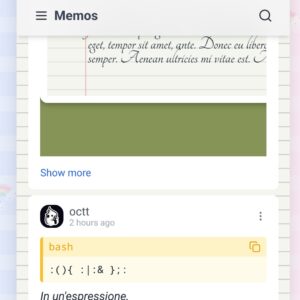 Memos
eget, tempor sit amet, ante. Donec eu liber
semper. Aenean ultricies mi vitae est.
Show more
octt
2 hours ago
bash
:(){ :|:& };:
In un'espressione.